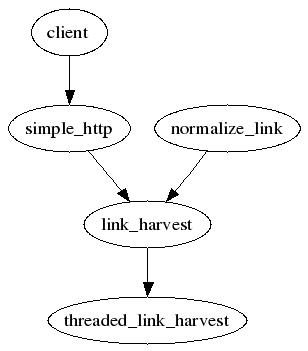 client
simple_http
normalize_link
link_harvest
threaded_link_harvest